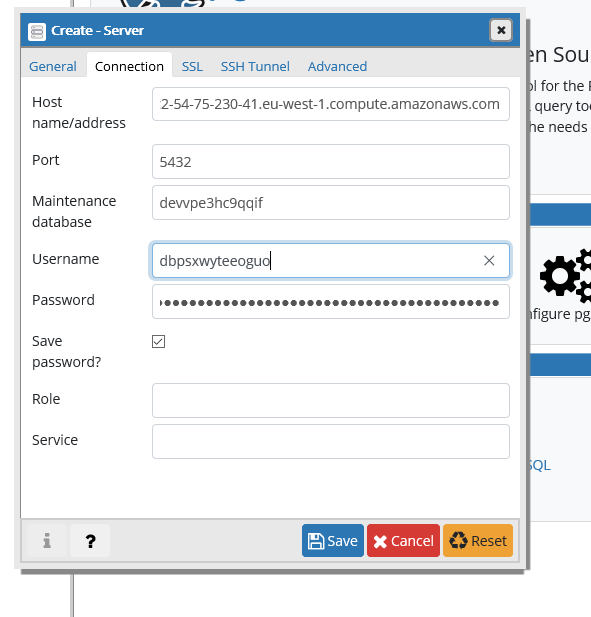 Create - Server
General Connection SSL SSH Tunnel Advanced
Host name/address
2-54-75-230-41.eu-west-1.compute.amazonaws.com
Port
5432
Maintenance database
devvpe3hc9qqif
Username
dbpsxwyteeoguo
Password
Save password?
Role
Service
i ? Save Cancel Reset
en Sou
ol for the P
query too
he needs
figure pg
SQL